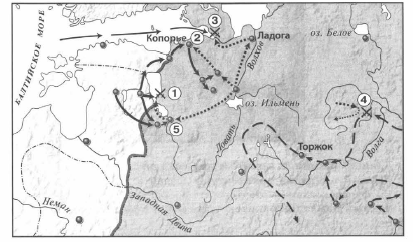 БАЛТИЙСКОЕ МОРЕ
Копорье
2
3
Ладога
оз. Белое
Волхов
1
оз. Ильмень
4
5
Ловать
Торжок
Волга
Неман
Западная Двина